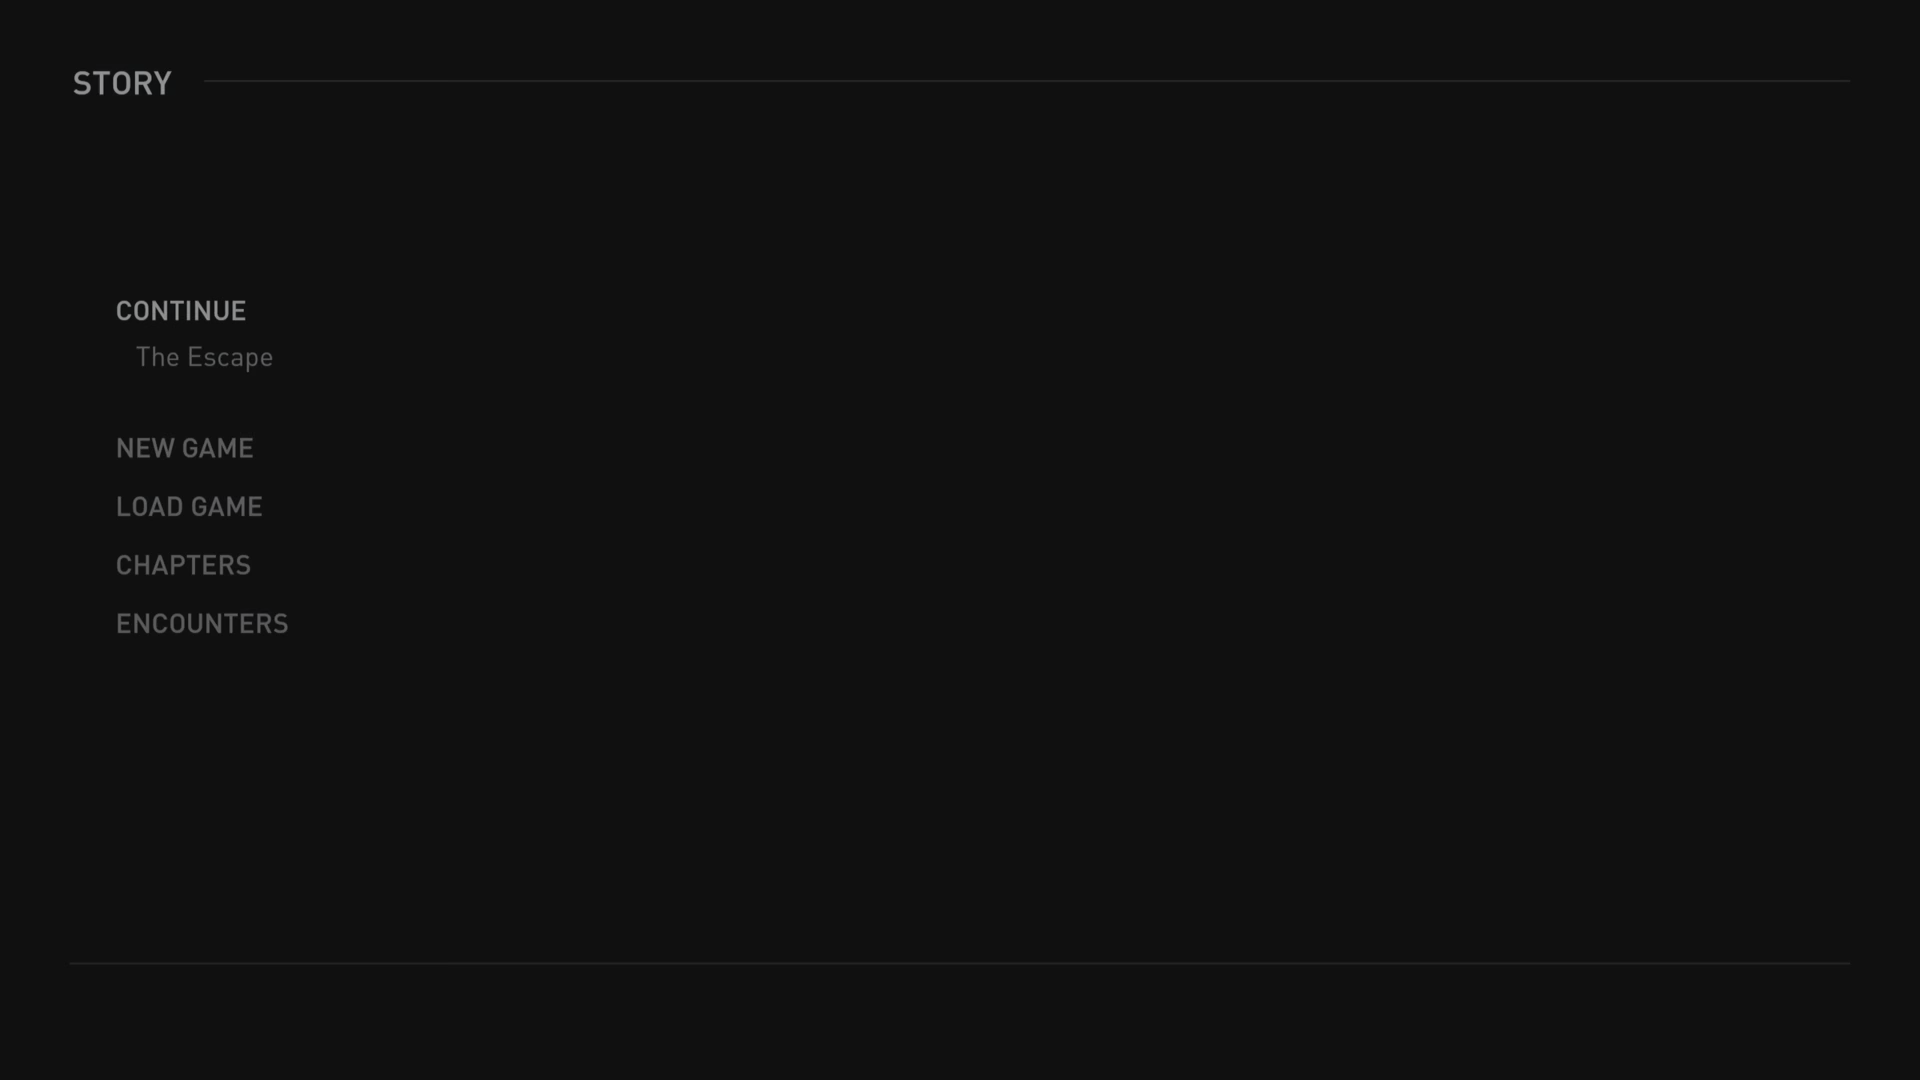 STORY
CONTINUE
The Escape
NEW GAME
LOAD GAME
CHAPTERS
ENCOUNTERS